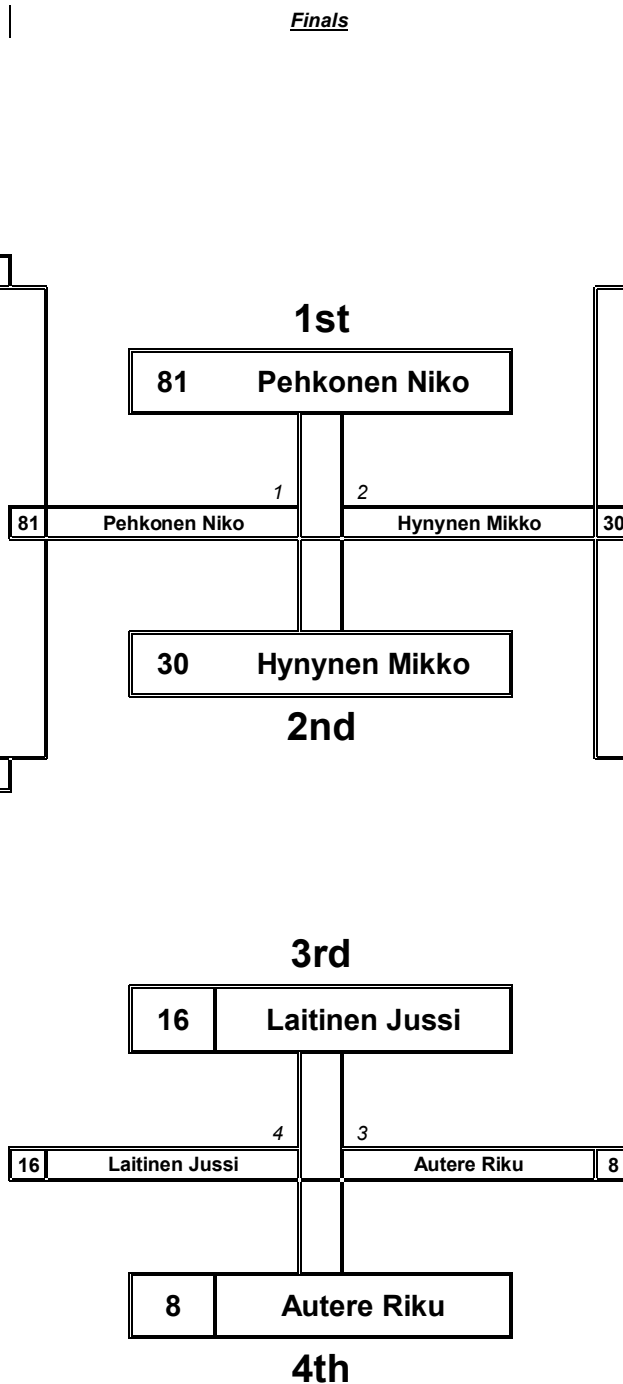 Finals
1st
81 Pehkonen Niko
1 2
81 Pehkonen Niko Hynynen Mikko 30
30 Hynynen Mikko
2nd
3rd
16 Laitinen Jussi
4 3
16 Laitinen Jussi Autere Riku 8
8 Autere Riku
4th